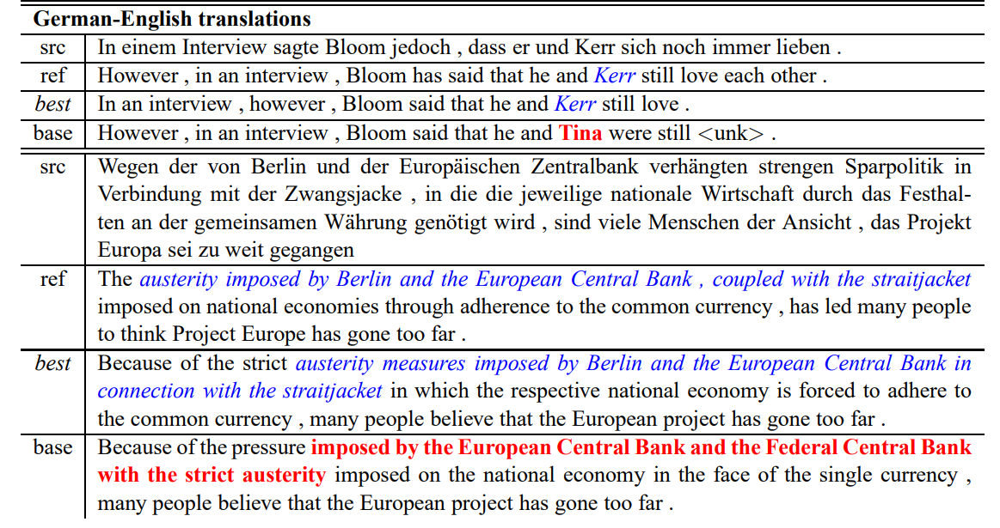 German-English translations
src In einem Interview sagte Bloom jedoch , dass er und Kerr sich noch immer lieben .
ref However , in an interview , Bloom has said that he and Kerr still love each other .
best In an interview , however , Bloom said that he and Kerr still love .
base However , in an interview , Bloom said that he and Tina were still <unk> .
src Wegen der von Berlin und der Europäischen Zentralbank verhängten strengen Sparpolitik in
Verbindung mit der Zwangsjacke , in die die jeweilige nationale Wirtschaft durch das Festhal-
ten an der gemeinsamen Währung genötigt wird , sind viele Menschen der Ansicht , das Projekt
Europa sei zu weit gegangen
ref The austerity imposed by Berlin and the European Central Bank , coupled with the straitjacket
imposed on national economies through adherence to the common currency , has led many people
to think Project Europe has gone too far .
best Because of the strict austerity measures imposed by Berlin and the European Central Bank in
connection with the straitjacket in which the respective national economy is forced to adhere to
the common currency , many people believe that the European project has gone too far .
base Because of the pressure imposed by the European Central Bank and the Federal Central Bank
with the strict austerity imposed on the national economy in the face of the single currency ,
many people believe that the European project has gone too far .